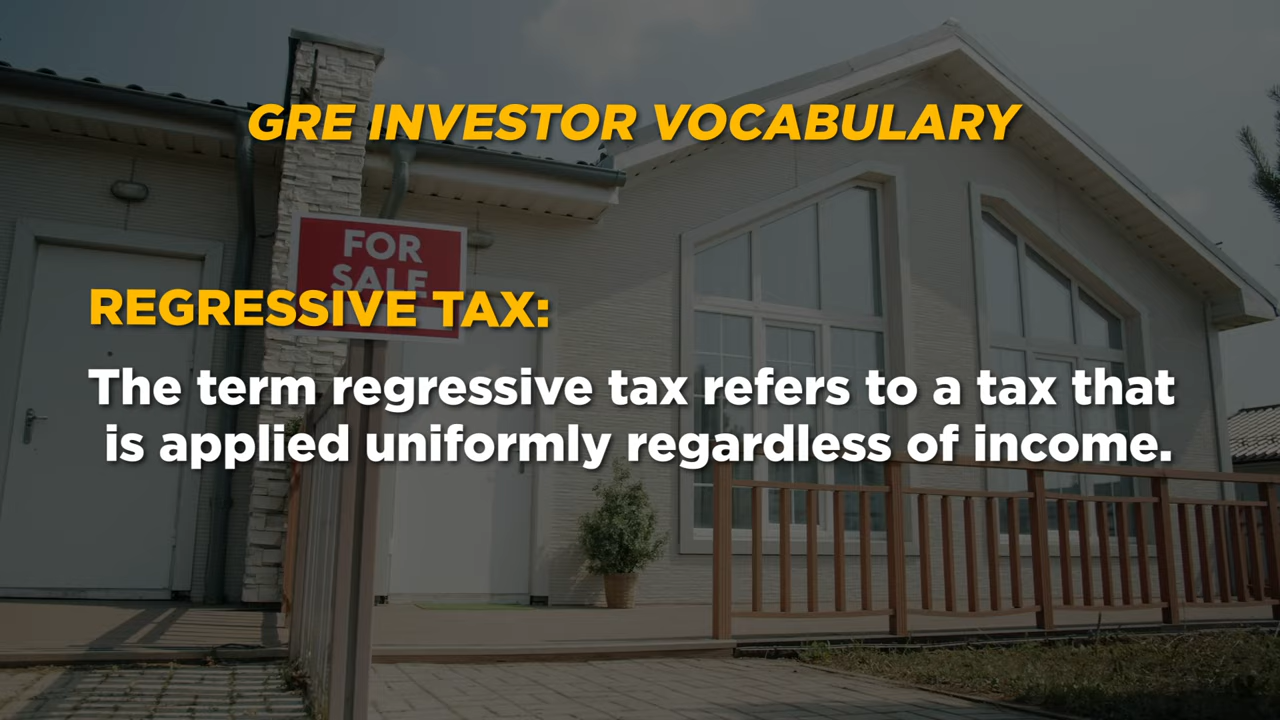 GRE INVESTOR VOCABULARY
FOR
SALE
REGRESSIVE TAX:
The term regressive tax refers to a tax that
is applied uniformly regardless of income.